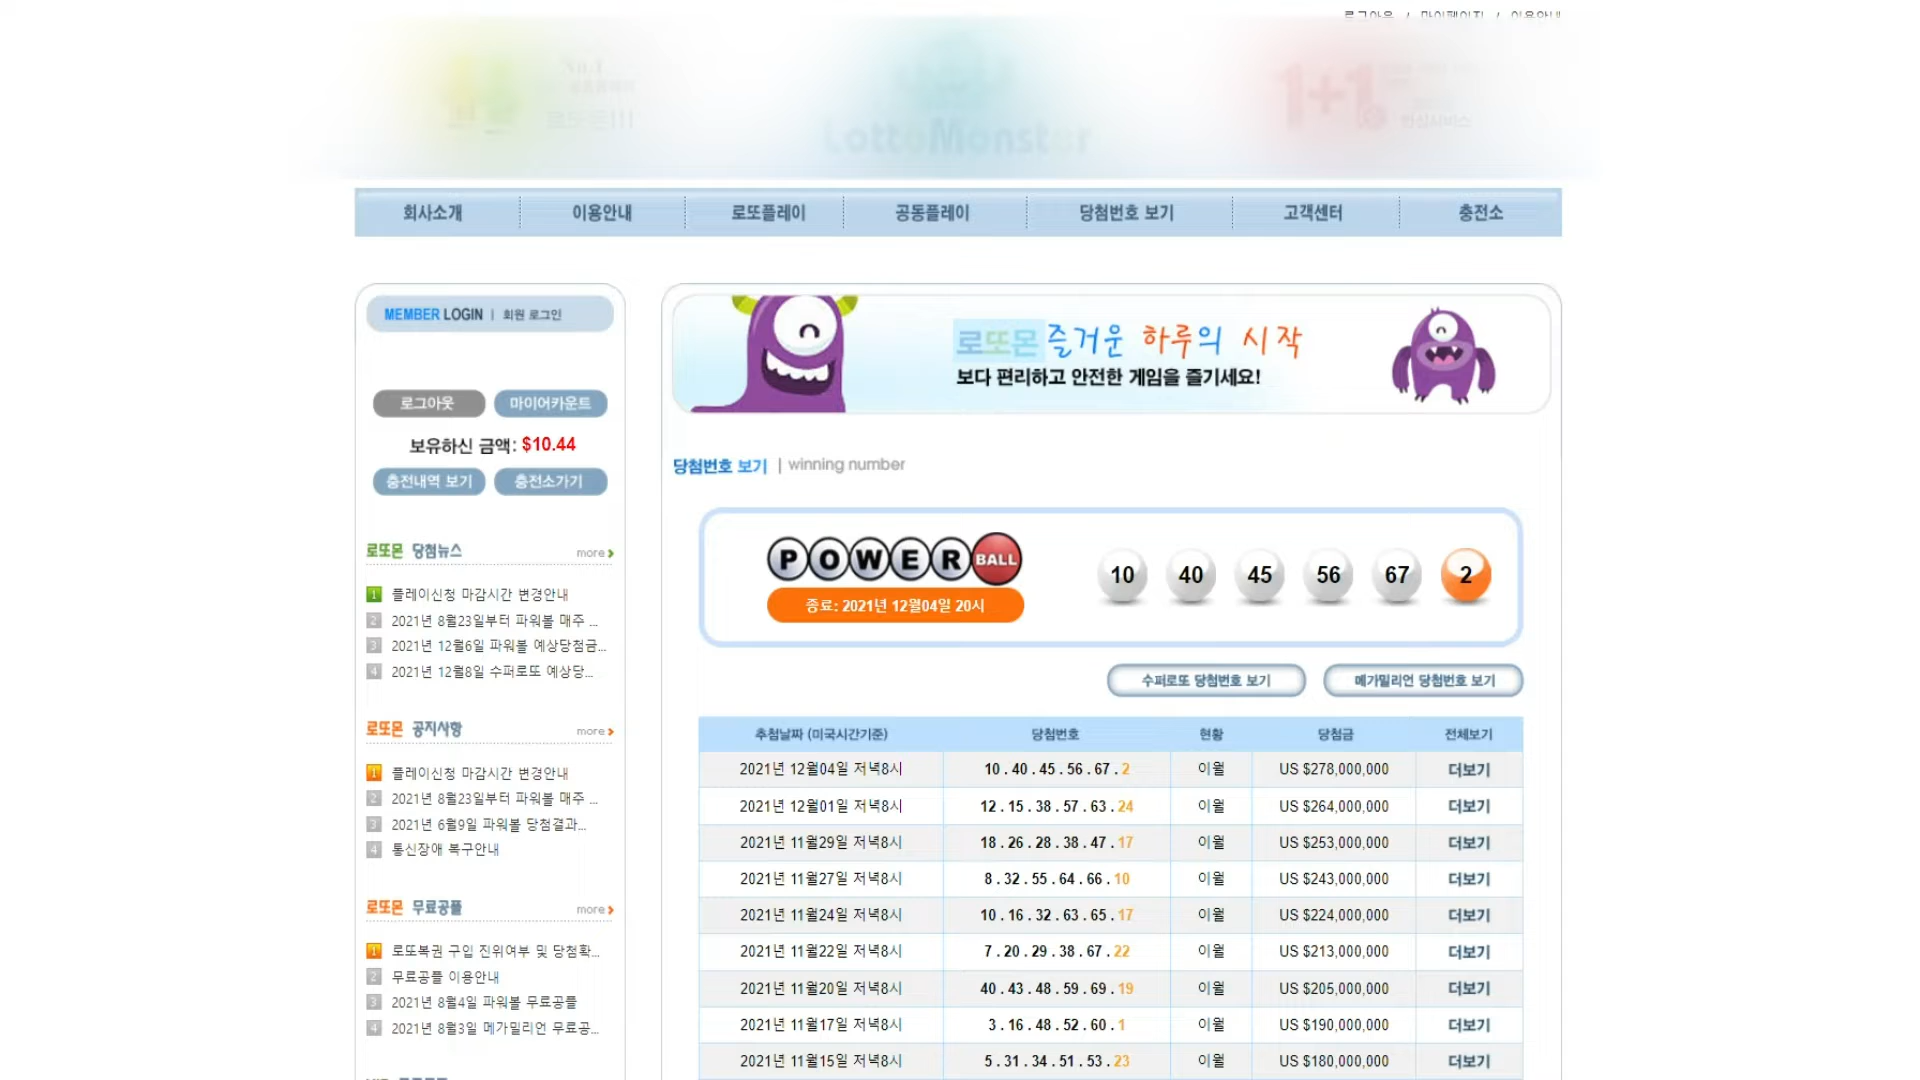 로그아웃 / 마이페이지 / 이용안내
No.1
로또몬!!!
LottoMonster
1+1
안심서비스
회사소개 이용안내 로또플레이 공동플레이 당첨번호 보기 고객센터 충전소
MEMBER LOGIN | 회원 로그인
로그아웃 마이어카운트
보유하신 금액: $10.44
충전내역 보기 충전소가기
로또몬 당첨뉴스 more
1 플레이신청 마감시간 변경안내
2 2021년 8월23일부터 파워볼 매주 ...
3 2021년 12월6일 파워볼 예상당첨금...
4 2021년 12월8일 수퍼로또 예상당...
로또몬 공지사항 more
1 플레이신청 마감시간 변경안내
2 2021년 8월23일부터 파워볼 매주 ...
3 2021년 6월9일 파워볼 당첨결과...
4 통신장애 복구안내
로또몬 무료공플 more
1 로또복권 구입 진위여부 및 당첨확...
2 무료공플 이용안내
3 2021년 8월4일 파워볼 무료공플
4 2021년 8월3일 메가밀리언 무료공...
로또몬 즐거운 하루의 시작
보다 편리하고 안전한 게임을 즐기세요!
당첨번호 보기 | winning number
POWER BALL
종료: 2021년 12월04일 20시
10 40 45 56 67 2
수퍼로또 당첨번호 보기 메가밀리언 당첨번호 보기
추첨날짜 (미국시간기준) 당첨번호 현황 당첨금 전체보기
2021년 12월04일 저녁8시 10 . 40 . 45 . 56 . 67 . 2 이월 US $278,000,000 더보기
2021년 12월01일 저녁8시 12 . 15 . 38 . 57 . 63 . 24 이월 US $264,000,000 더보기
2021년 11월29일 저녁8시 18 . 26 . 28 . 38 . 47 . 17 이월 US $253,000,000 더보기
2021년 11월27일 저녁8시 8 . 32 . 55 . 64 . 66 . 10 이월 US $243,000,000 더보기
2021년 11월24일 저녁8시 10 . 16 . 32 . 63 . 65 . 17 이월 US $224,000,000 더보기
2021년 11월22일 저녁8시 7 . 20 . 29 . 38 . 67 . 22 이월 US $213,000,000 더보기
2021년 11월20일 저녁8시 40 . 43 . 48 . 59 . 69 . 19 이월 US $205,000,000 더보기
2021년 11월17일 저녁8시 3 . 16 . 48 . 52 . 60 . 1 이월 US $190,000,000 더보기
2021년 11월15일 저녁8시 5 . 31 . 34 . 51 . 53 . 23 이월 US $180,000,000 더보기